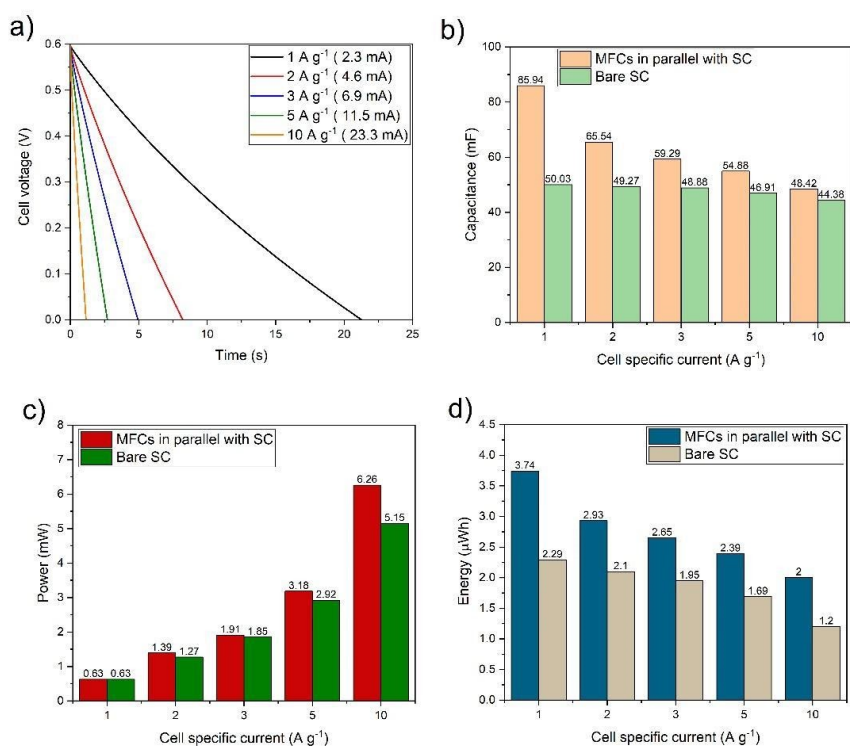 a)
0.6
0.5
0.4
0.3
0.2
0.1
0.0
Cell voltage (V)
1 A g⁻¹ ( 2.3 mA)
2 A g⁻¹ ( 4.6 mA)
3 A g⁻¹ ( 6.9 mA)
5 A g⁻¹ ( 11.5 mA)
10 A g⁻¹ ( 23.3 mA)
0 5 10 15 20 25
Time (s)
b)
100
80
60
40
20
0
Capacitance (mF)
MFCs in parallel with SC
Bare SC
85.94 50.03 65.54 49.27 59.29 48.88 54.88 46.91 48.42 44.38
1 2 3 5 10
Cell specific current (A g⁻¹)
c)
8
7
6
5
4
3
2
1
0
Power (mW)
MFCs in parallel with SC
Bare SC
0.63 0.63 1.39 1.27 1.91 1.85 3.18 2.92 6.26 5.15
1 2 3 5 10
Cell specific current (A g⁻¹)
d)
4.5
4.0
3.5
3.0
2.5
2.0
1.5
1.0
0.5
0.0
Energy (μWh)
MFCs in parallel with SC
Bare SC
3.74 2.29 2.93 2.1 2.65 1.95 2.39 1.69 2 1.2
1 2 3 5 10
Cell specific current (A g⁻¹)